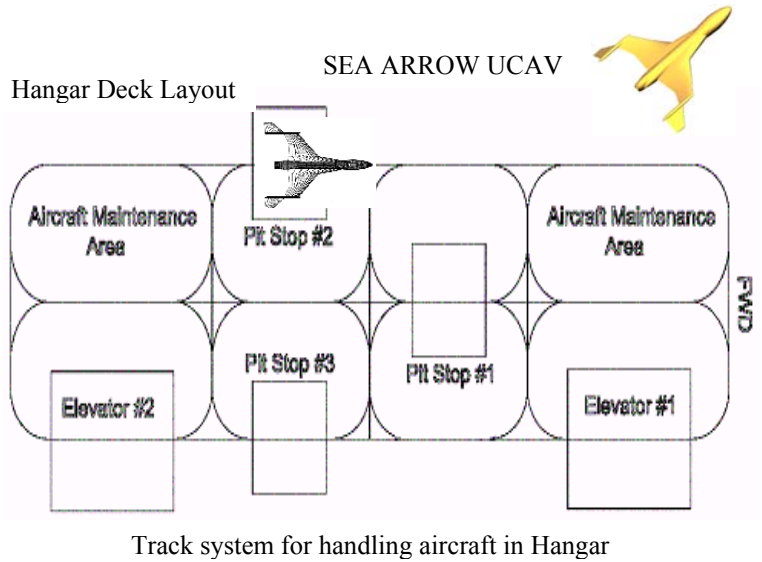 SEA ARROW UCAV
Hangar Deck Layout
Aircraft Maintenance
Area
Pit Stop #2
Aircraft Maintenance
Area
FWD
Pit Stop #3
Pit Stop #1
Elevator #2
Elevator #1
Track system for handling aircraft in Hangar